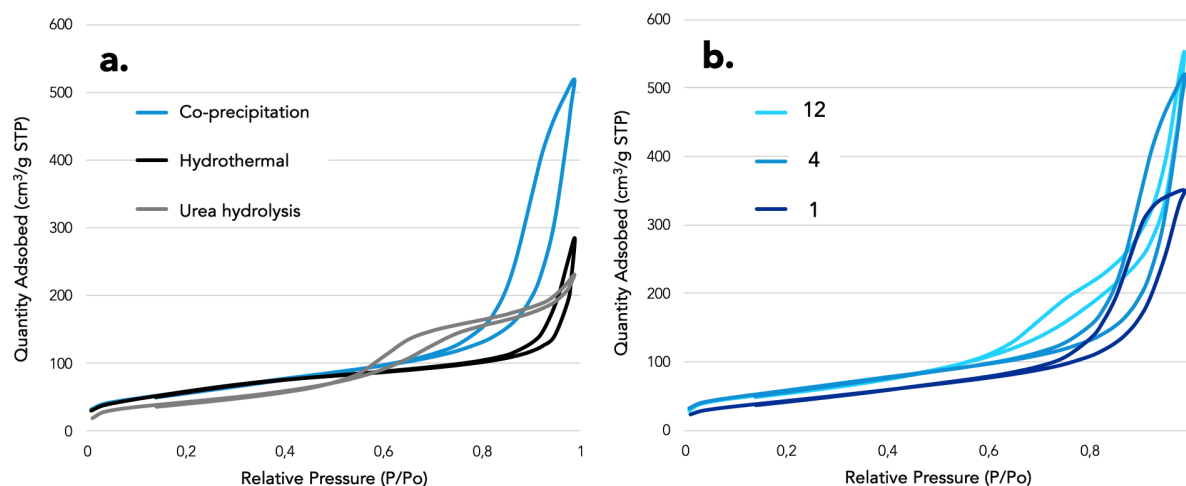 a.
Quantity Adsobed (cm³/g STP)
600
500
400
300
200
100
0
Co-precipitation
Hydrothermal
Urea hydrolysis
0 0,2 0,4 0,6 0,8 1
Relative Pressure (P/Po)
b.
Quantity Adsobed (cm³/g STP)
600
500
400
300
200
100
0
12
4
1
0 0,2 0,4 0,6 0,8
Relative Pressure (P/Po)